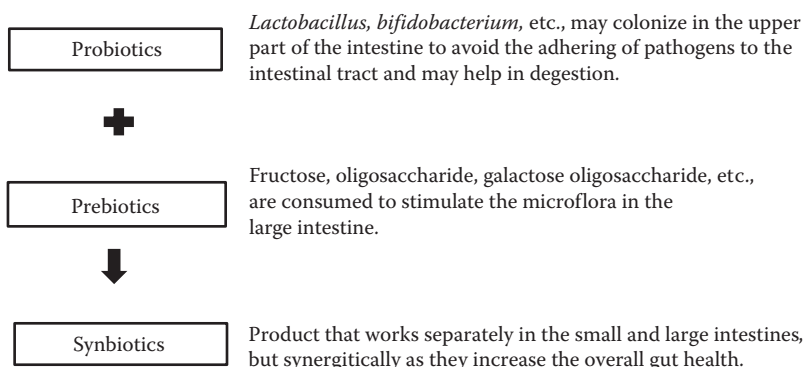 Probiotics
Lactobacillus, bifidobacterium, etc., may colonize in the upper
part of the intestine to avoid the adhering of pathogens to the
intestinal tract and may help in degestion.
Prebiotics
Fructose, oligosaccharide, galactose oligosaccharide, etc.,
are consumed to stimulate the microflora in the
large intestine.
Synbiotics
Product that works separately in the small and large intestines,
but synergitically as they increase the overall gut health.